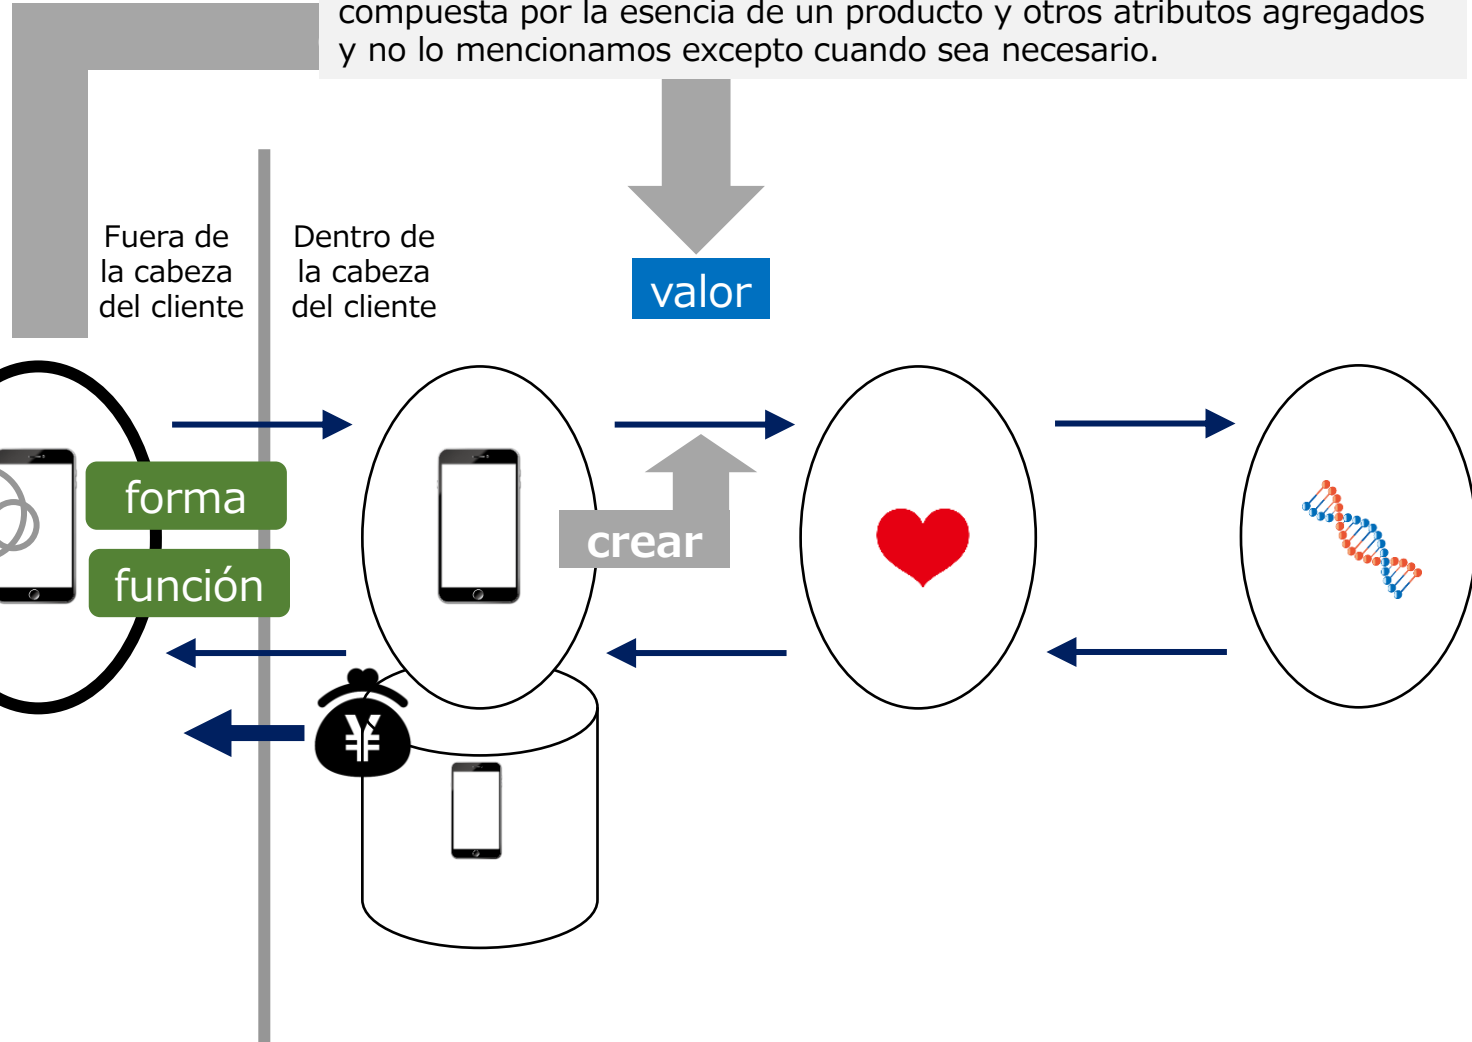 compuesta por la esencia de un producto y otros atributos agregados
y no lo mencionamos excepto cuando sea necesario.
Fuera de
la cabeza
del cliente
Dentro de
la cabeza
del cliente
valor
forma
crear
función
¥